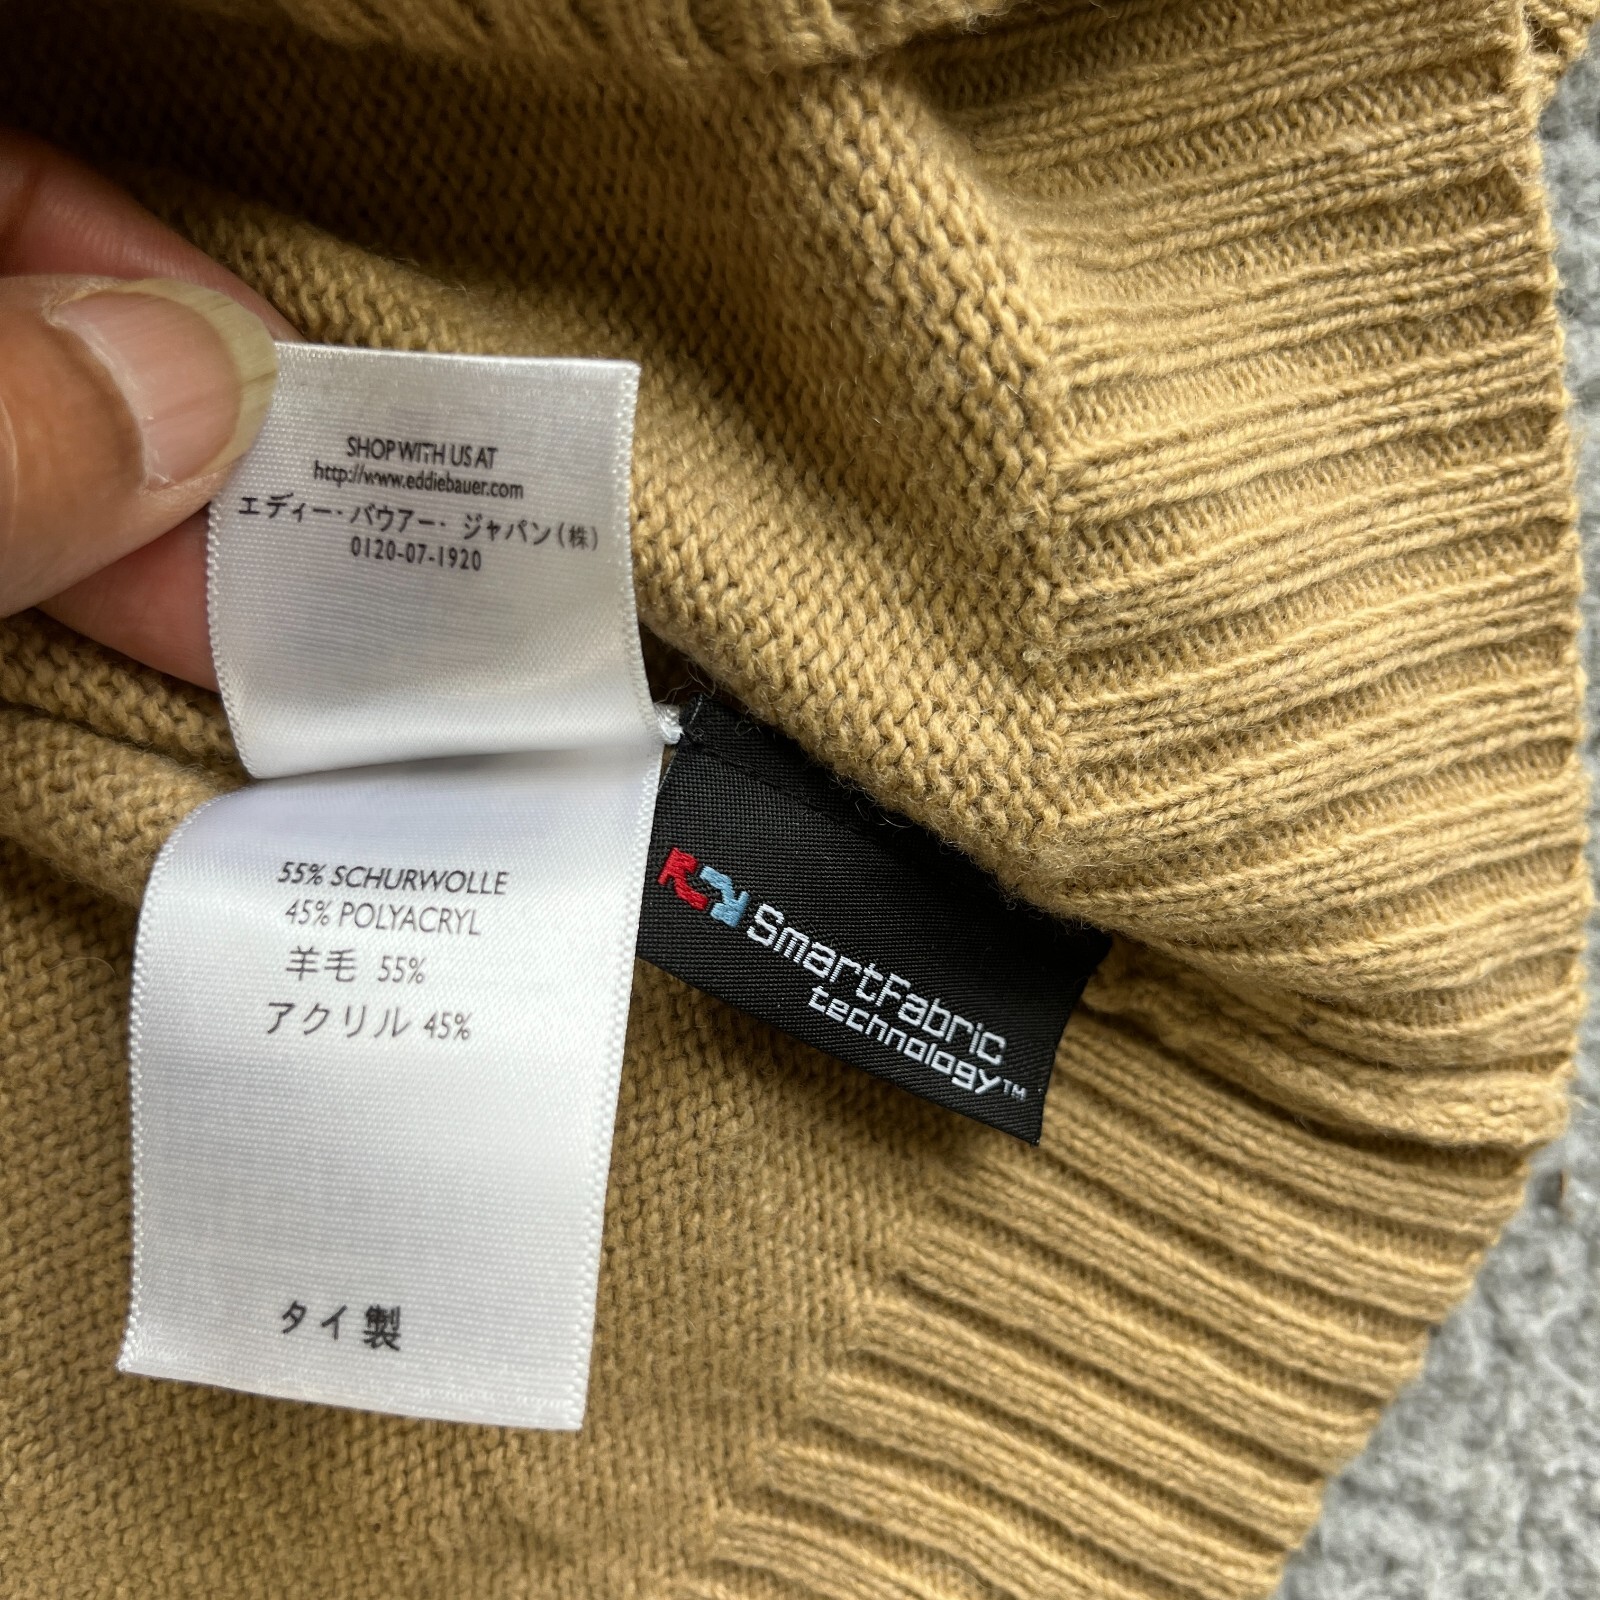 SHOP WITH US AT
http://www.eddiebauer.com
エディー・バウアー・ジャパン(株)
0120-07-1920
55% SCHURWOLLE
45% POLYACRYL
羊毛 55%
アクリル 45%
タイ製
SmartFabric
technology™